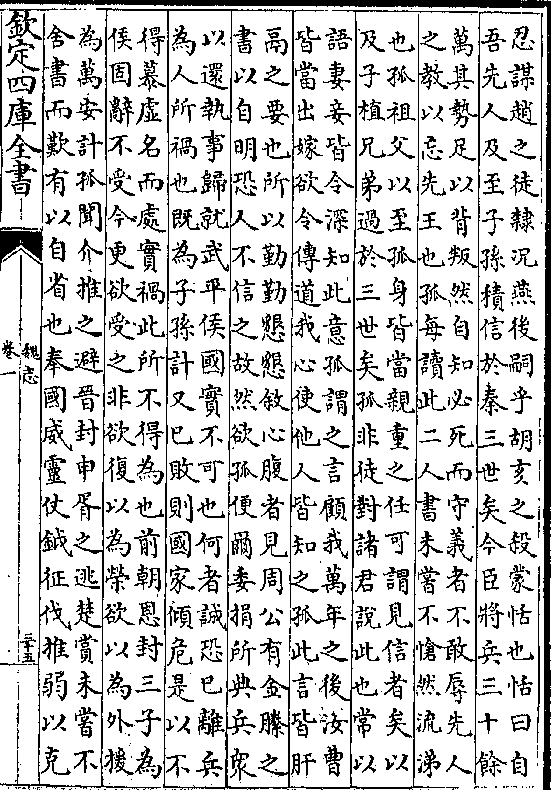 忍謀趙之徒隸況燕後嗣乎胡亥之殺蒙恬也恬曰自
吾先人及至子孫積信於秦三世矣今臣將兵三十餘
萬其勢足以背叛然自知必死而守義者不敢辱先人
之教以忘先王也孤每讀此二人書未嘗不愴然流涕
也孤祖父以至孤身皆當親重之任可謂見信者矣以
及子植兄弟過於三世矣孤非徒對諸君說此也常以
語妻妾皆令深知此意孤謂之言顧我萬年之後汝曹
皆當出嫁欲令傳道我心使他人皆知之孤此言皆肝
鬲之要也所以勤勤懇懇敘心腹者見周公有金縢之
書以自明恐人不信之故然欲孤便爾委捐所典兵眾
以還執事歸就武平侯國實不可也何者誠恐已離兵
為人所禍也既為子孫計又已敗則國家傾危是以不
得慕虛名而處實禍此所不得為也前朝恩封三子為
侯固辭不受今更欲受之非欲復以為榮欲以為外援
為萬安計孤聞介推之避晉封申胥之逃楚賞未嘗不
舍書而歎有以自省也奉國威靈仗鉞征伐推弱以克
欽定四庫全書
魏志
卷一